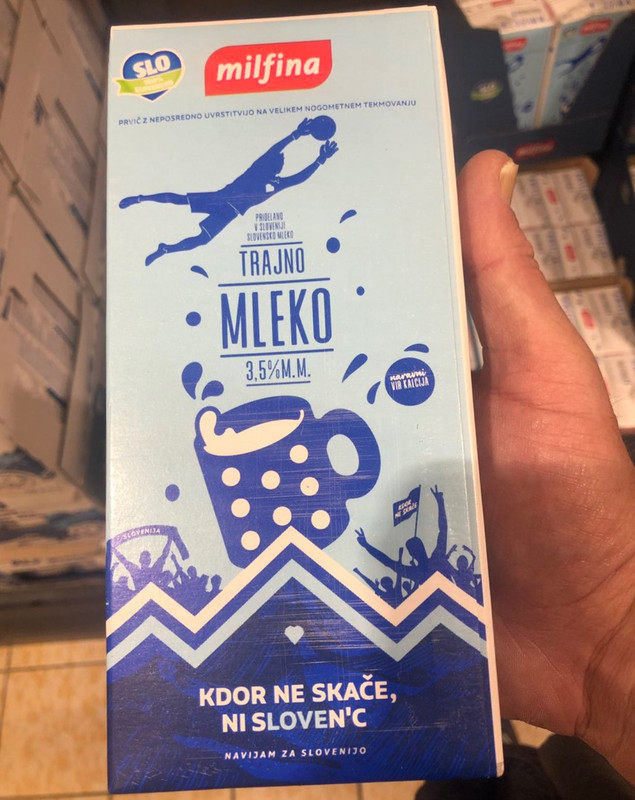 SLO
milfina
PRVIČ Z NEPOSREDNO UVRSTITVIJO NA VELIKEM NOGOMETNEM TEKMOVANJU
PRIDELANO
V SLOVENIJI
SLOVENSKO MLEKO
TRAJNO
MLEKO
3,5% M.M.
naravni
VIR KALCIJA
KDOR
NE SKAČE
SLOVENIJA
KDOR NE SKAČE,
NI SLOVEN'C
NAVIJAM ZA SLOVENIJO
milfina